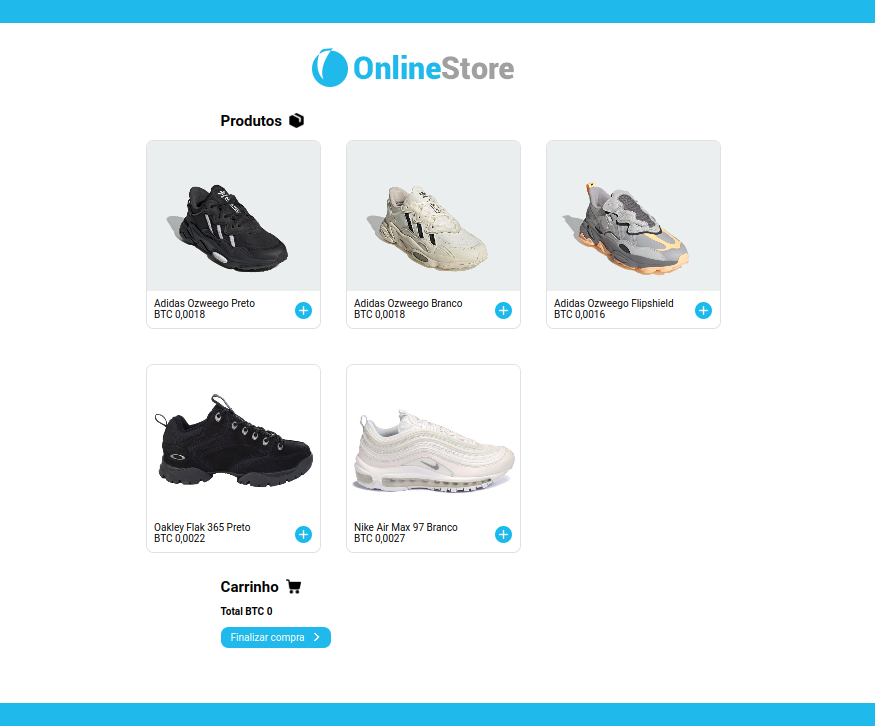 OnlineStore
Produtos
Adidas Ozweego Preto
BTC 0,0018
Adidas Ozweego Branco
BTC 0,0018
Adidas Ozweego Flipshield
BTC 0,0016
Oakley Flak 365 Preto
BTC 0,0022
Nike Air Max 97 Branco
BTC 0,0027
Carrinho
Total BTC 0
Finalizar compra